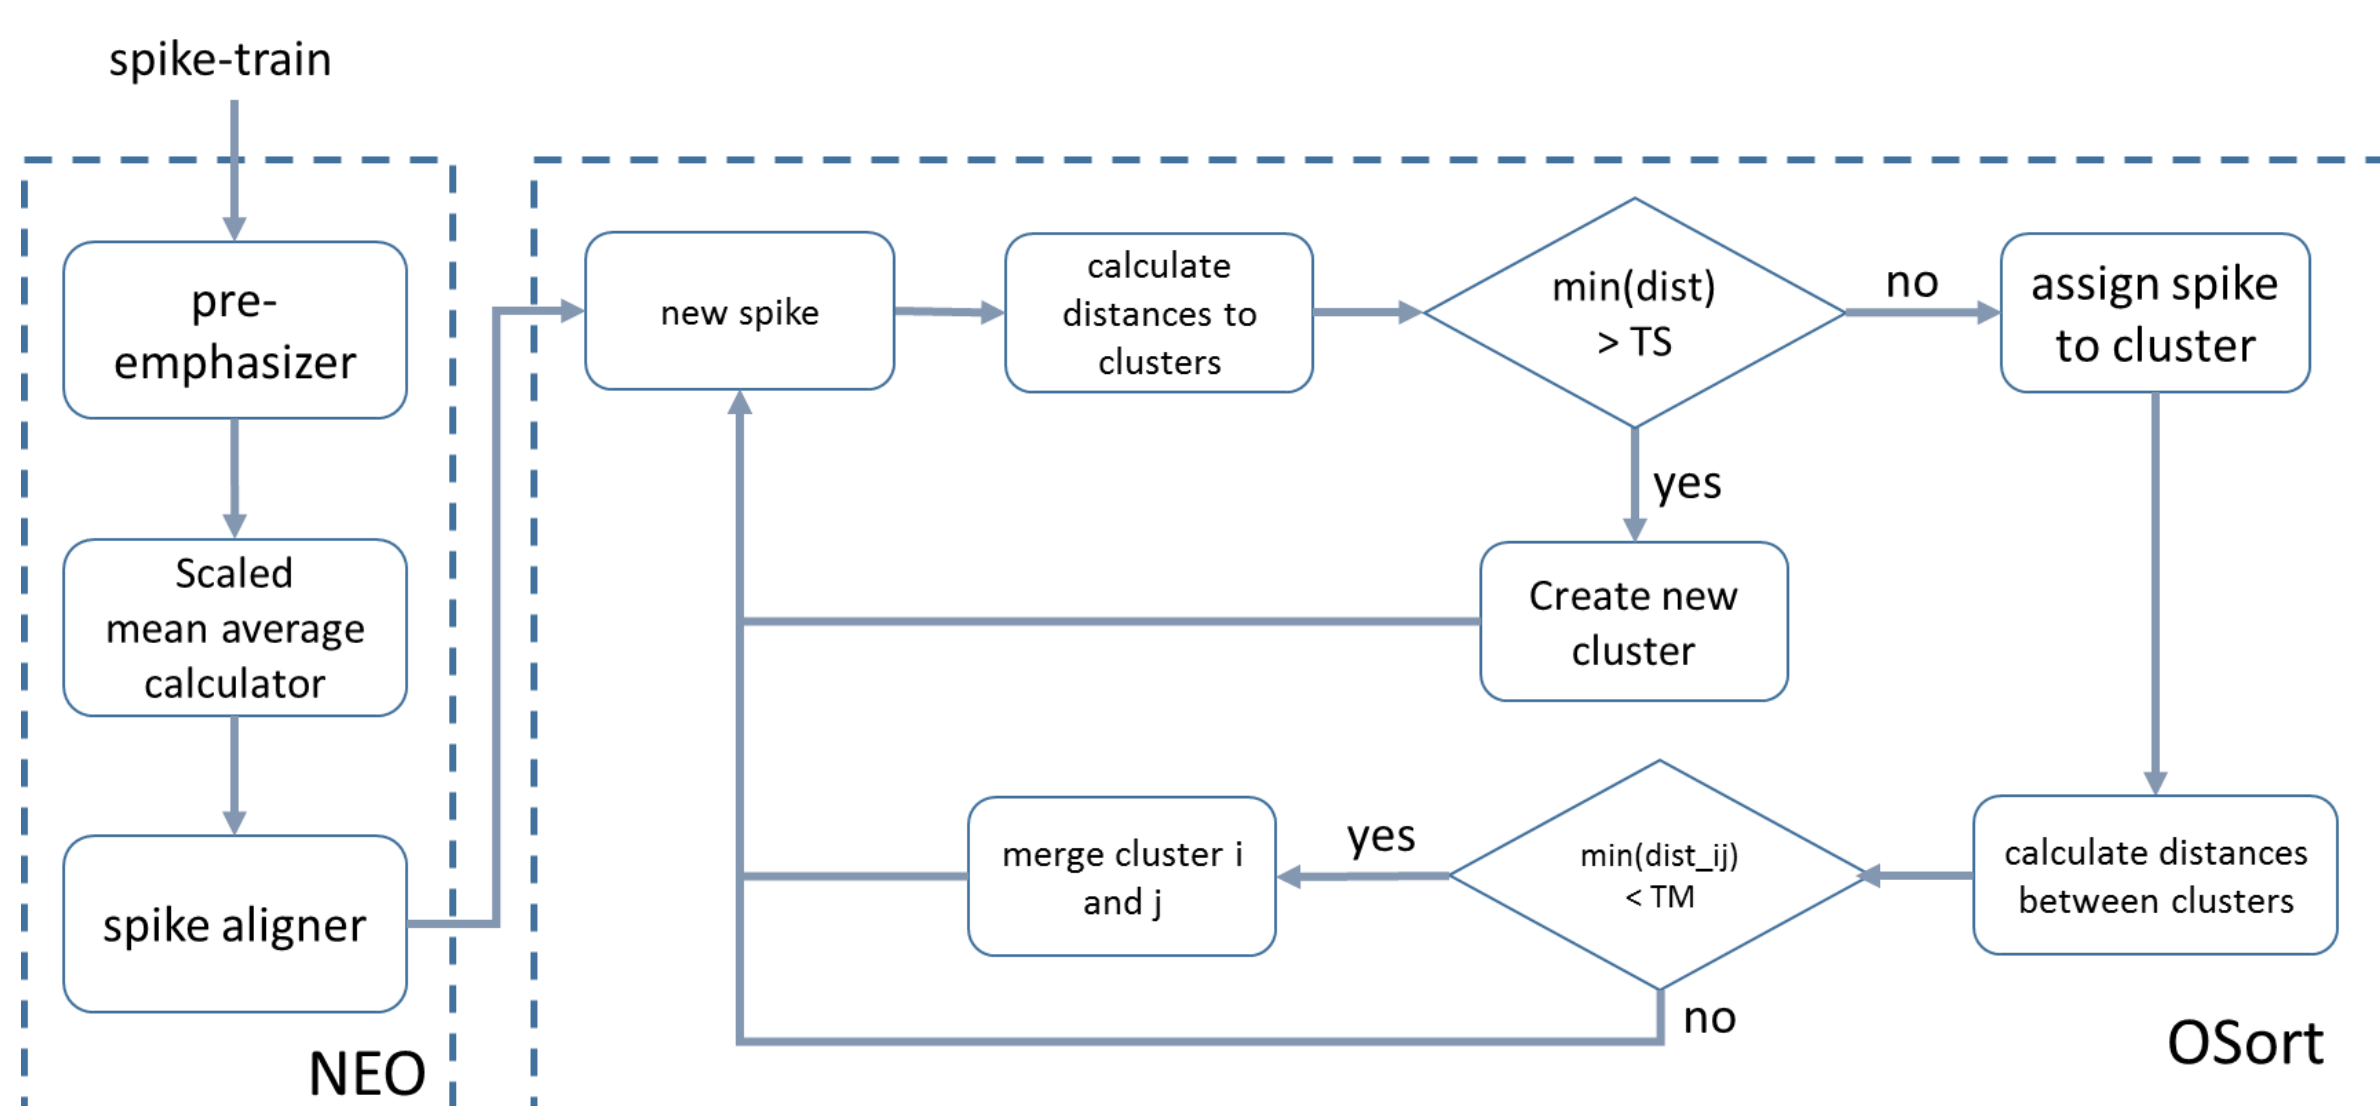 spike-train
pre-
emphasizer
Scaled
mean average
calculator
spike aligner
NEO
new spike
calculate
distances to
clusters
min(dist)
> TS
no
assign spike
to cluster
yes
Create new
cluster
calculate distances
between clusters
min(dist_ij)
< TM
yes
merge cluster i
and j
no
OSort